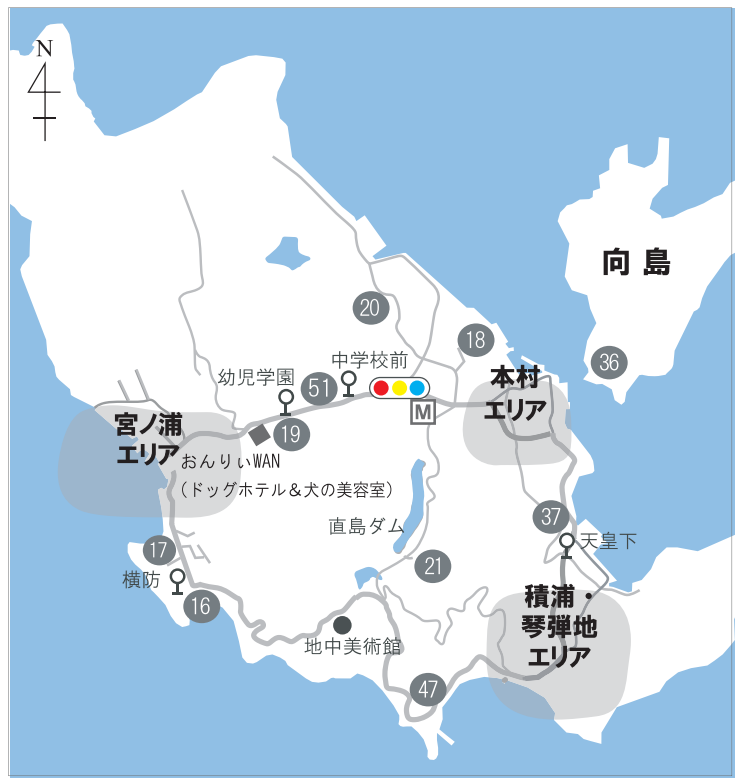 N
向島
20
18
36
中学校前
幼児学園
51
本村
エリア
M
宮ノ浦
エリア
19
おんりぃWAN
(ドッグホテル＆犬の美容室)
直島ダム
37
天皇下
17
横防
16
21
積浦・
琴弾地
エリア
地中美術館
47